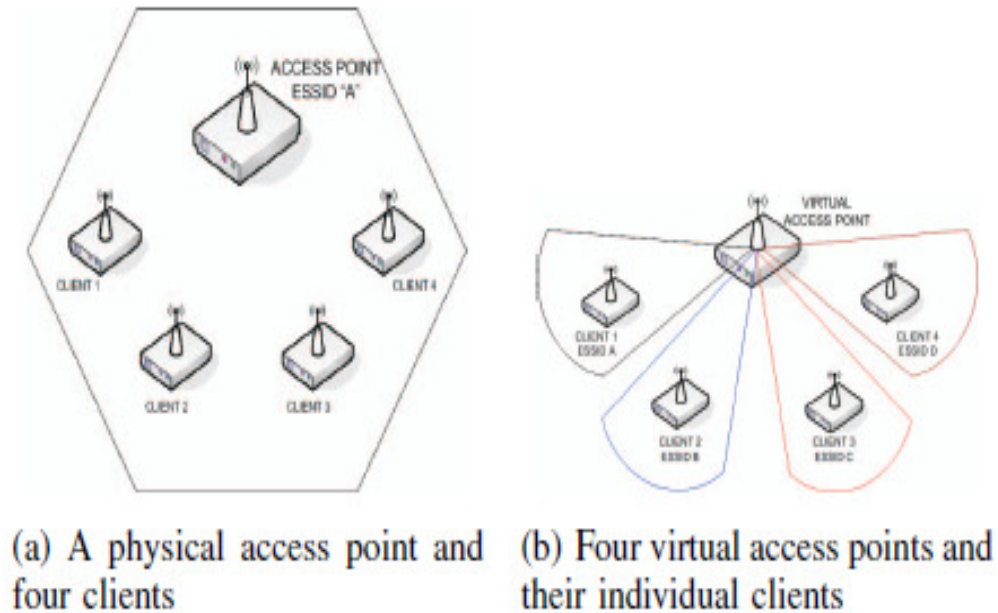 ACCESS POINT
ESSID "A"
CLIENT 1
CLIENT 4
CLIENT 2
CLIENT 3
VIRTUAL
ACCESS POINT
CLIENT 1
ESSID A
CLIENT 4
ESSID D
CLIENT 2
ESSID B
CLIENT 3
ESSID C
(a) A physical access point and
four clients
(b) Four virtual access points and
their individual clients